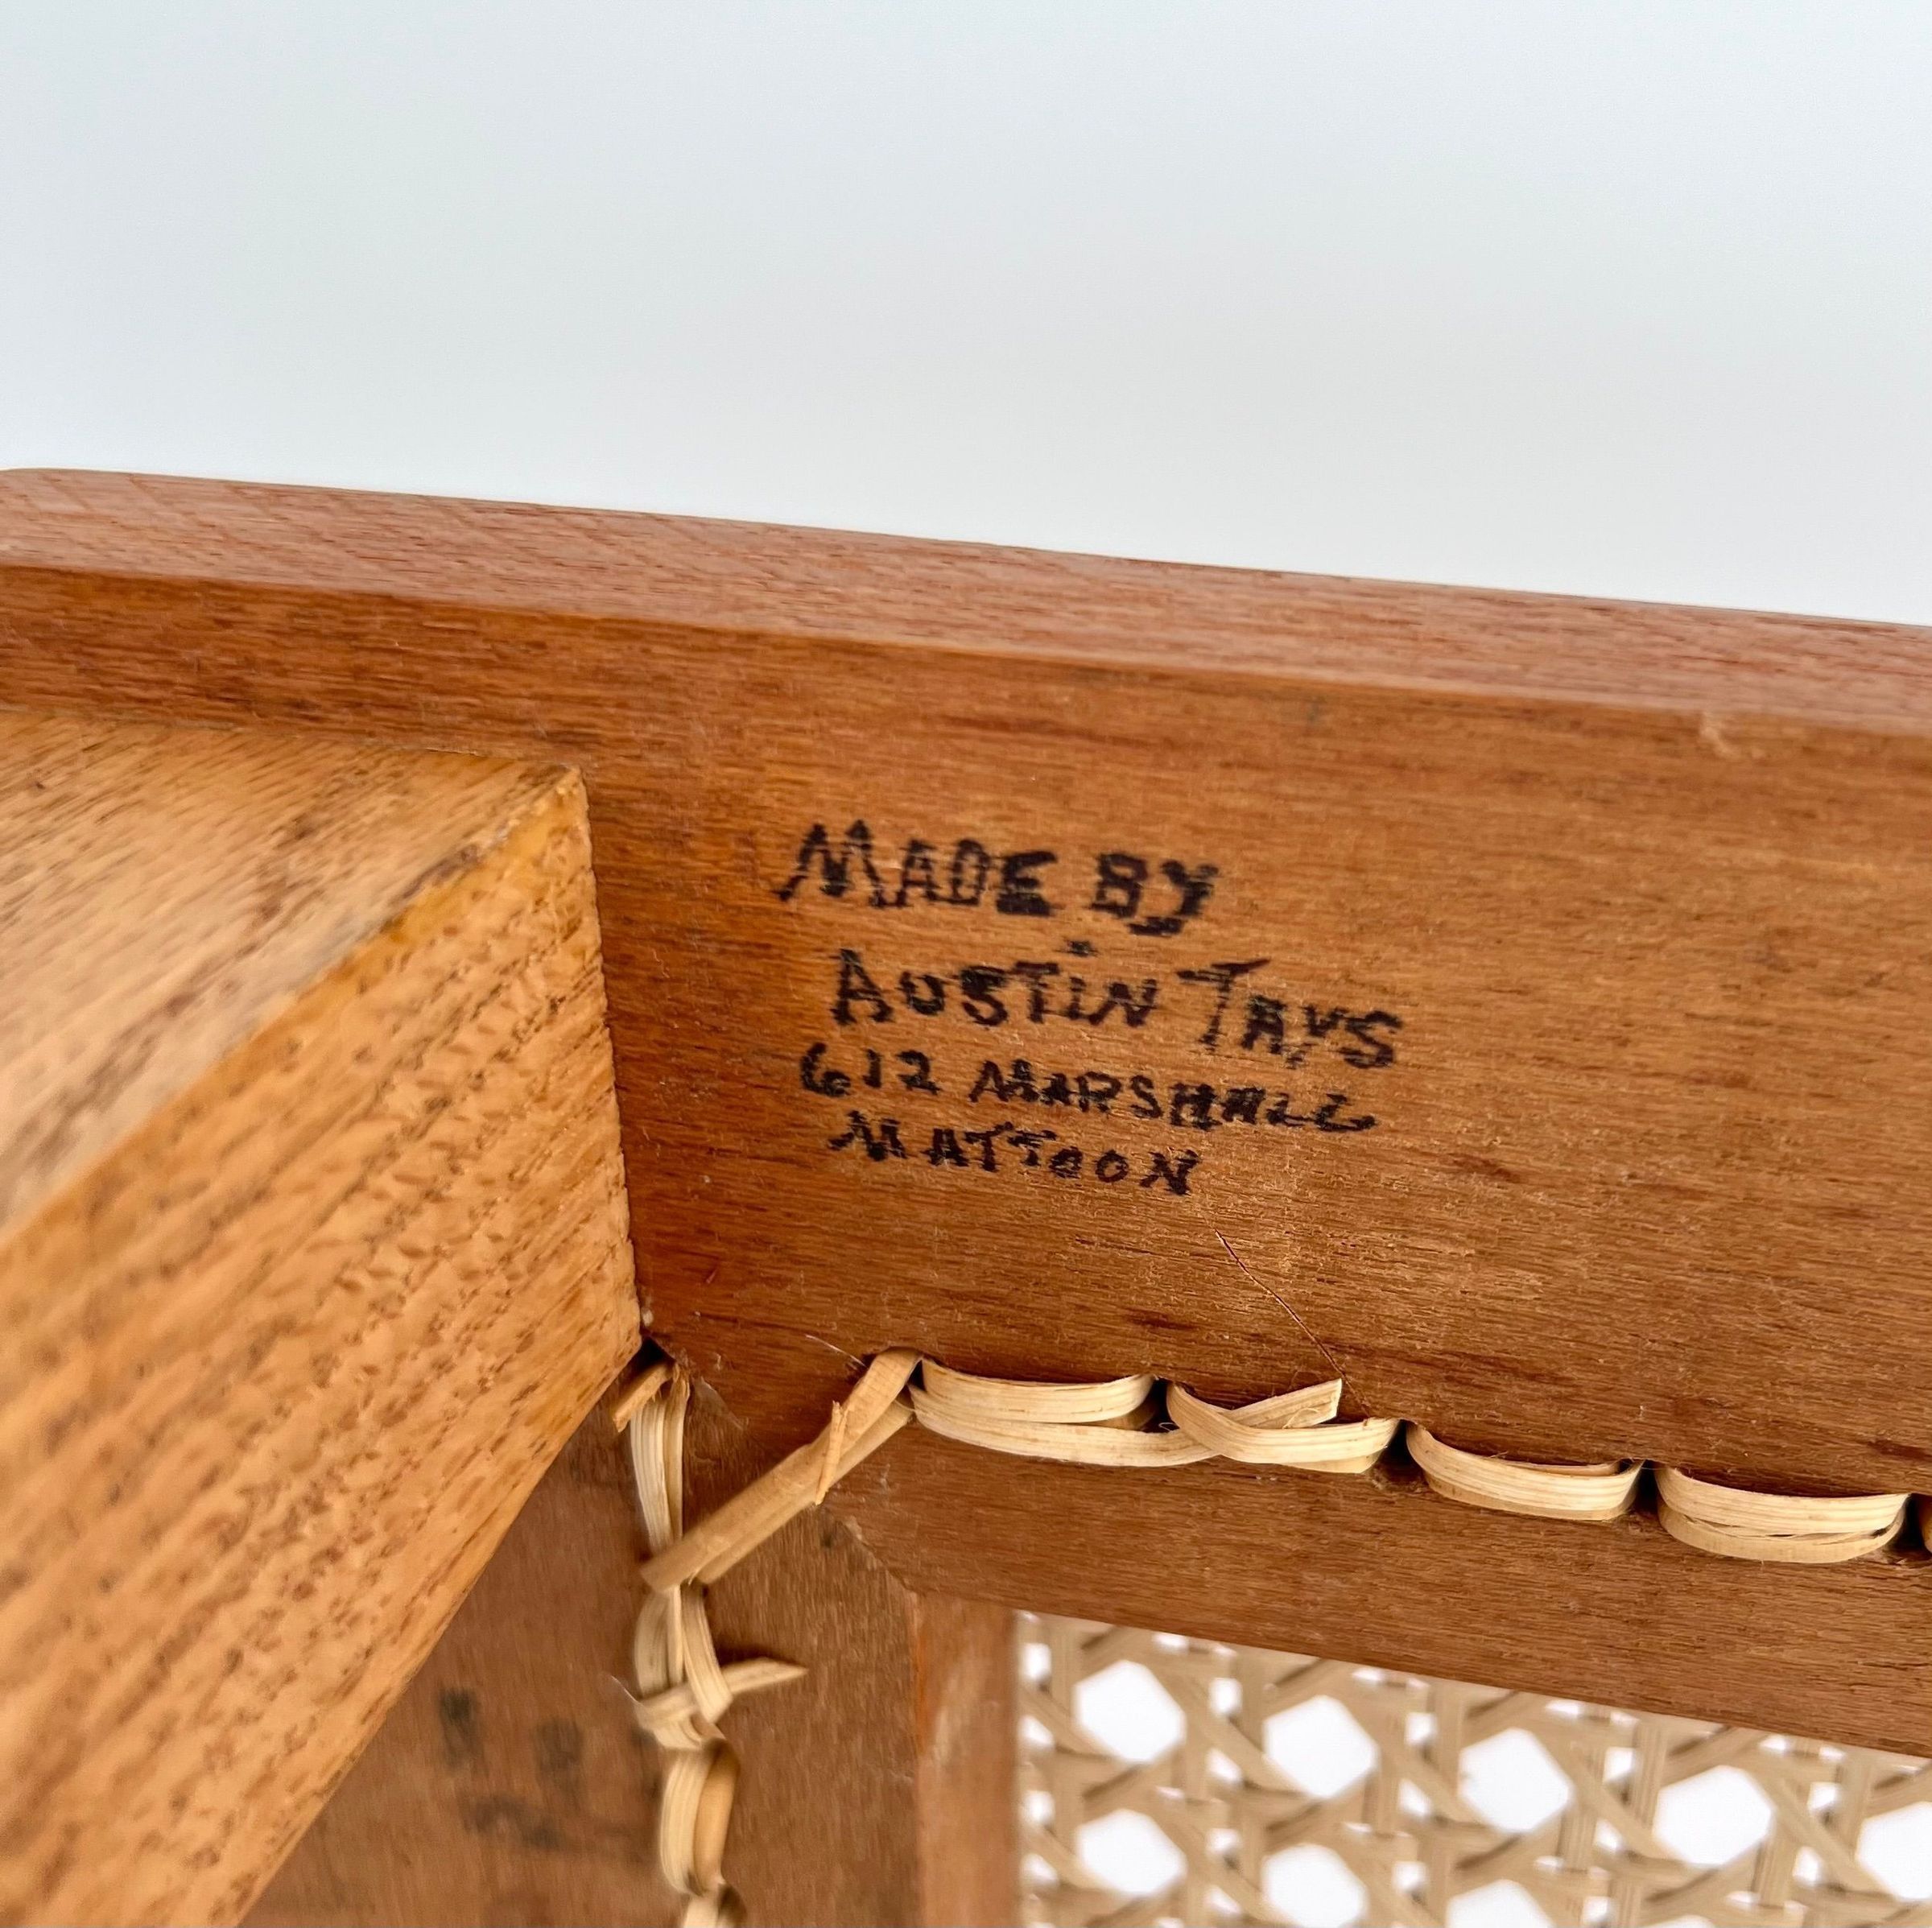 MADE BY
AUSTIN TAYS
612 MARSHALL
MATTOON